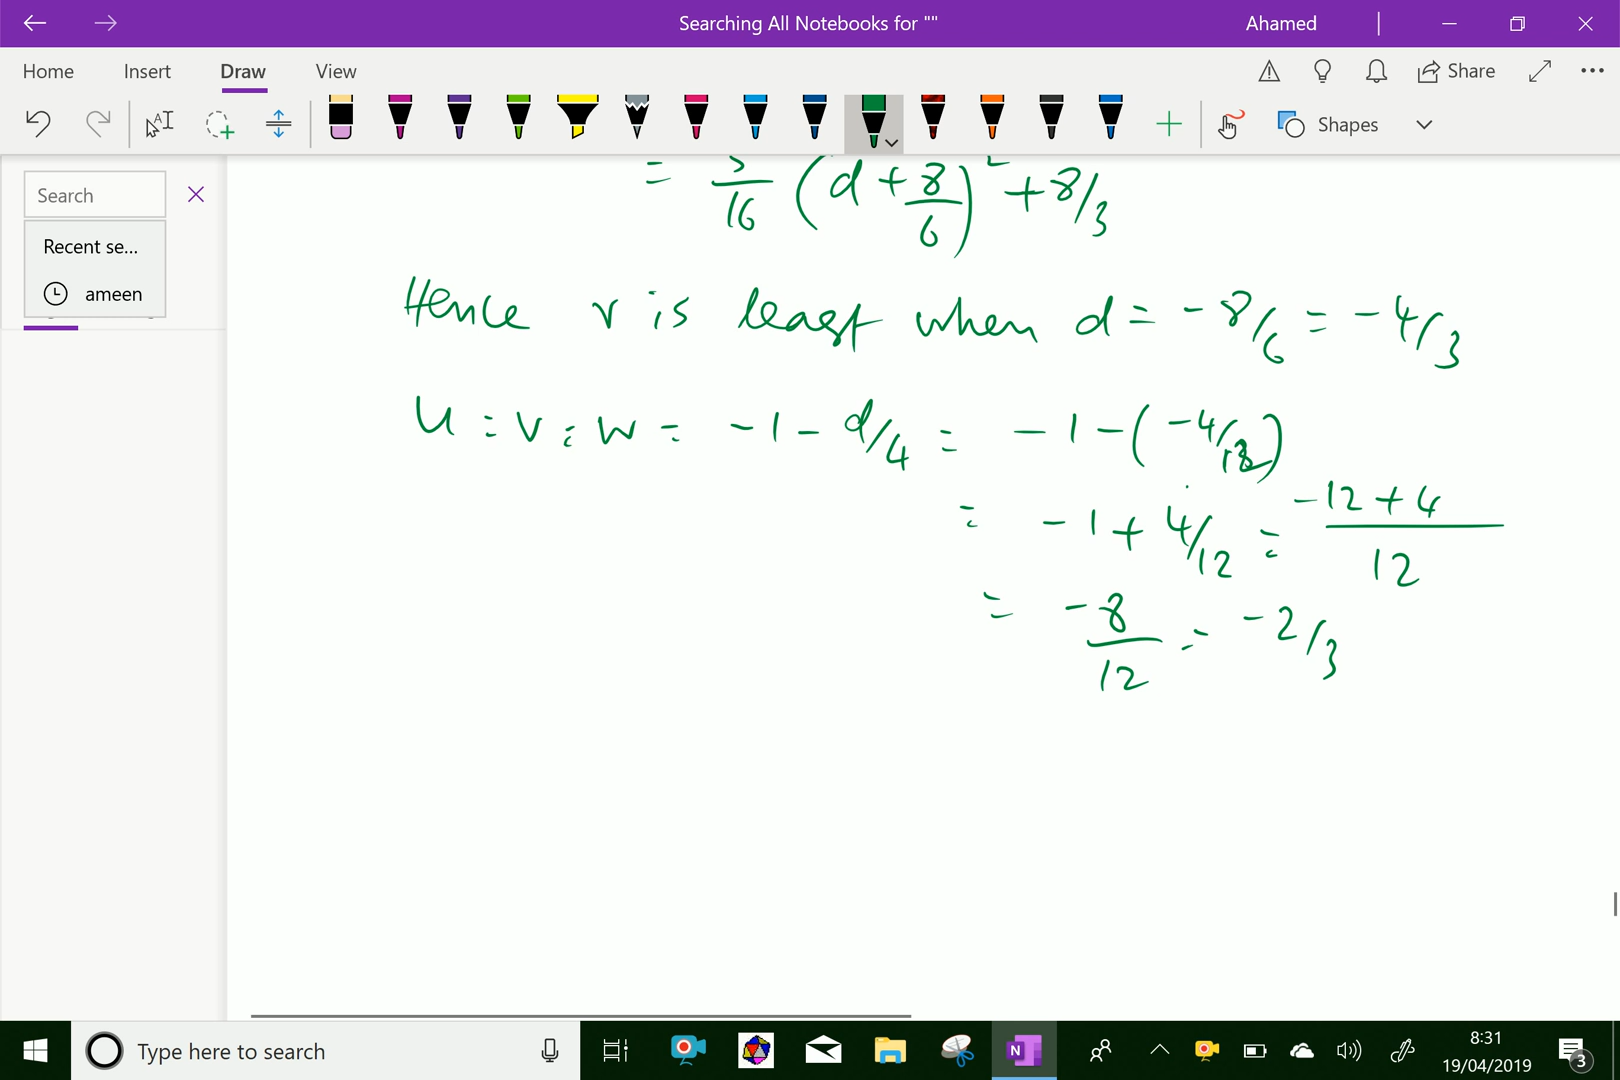 Searching All Notebooks for ""
Ahamed
Home Insert Draw View
Share
Shapes
Search
Recent se...
ameen
= 3/16 (d + 8/6)² + 8/3
Hence r is least when d = -8/6 = -4/3
u = v = w = -1 - d/4 = -1 - (-4/12)
= -1 + 4/12 = -12 + 4/12
= -8/12 = -2/3
Type here to search
N
8:31
19/04/2019
3